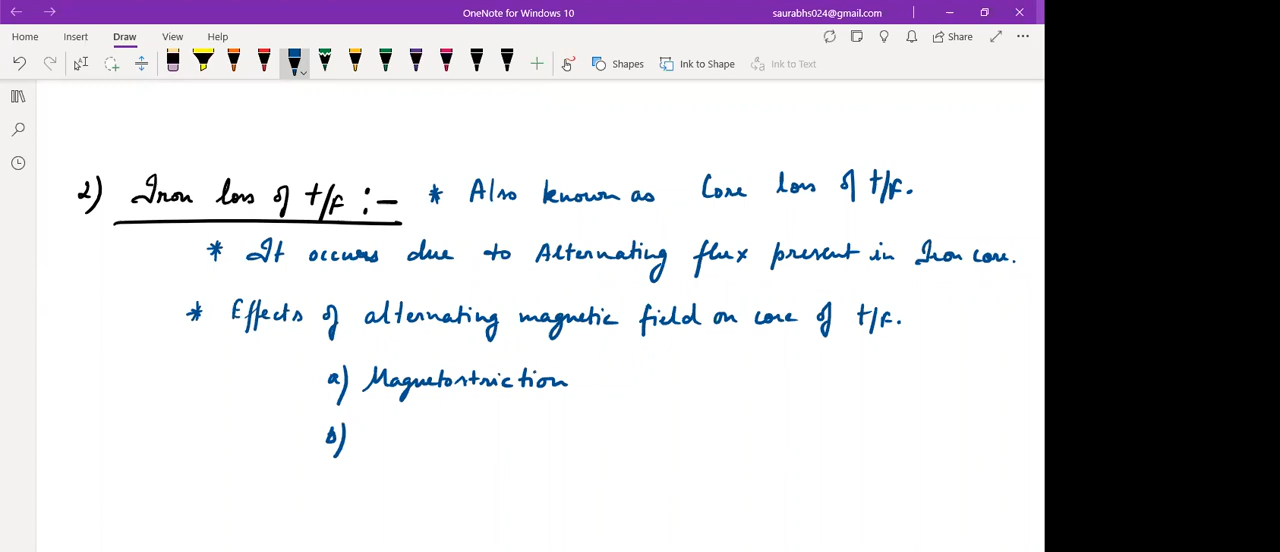 OneNote for Windows 10
saurabhs024@gmail.com
Home Insert Draw View Help
Share
Shapes Ink to Shape Ink to Text
2) Iron loss of t/F :- * Also known as Core loss of t/F.
* It occurs due to Alternating flux present in Iron core.
* Effects of alternating magnetic field on core of t/F.
a) Magnetostriction
b)